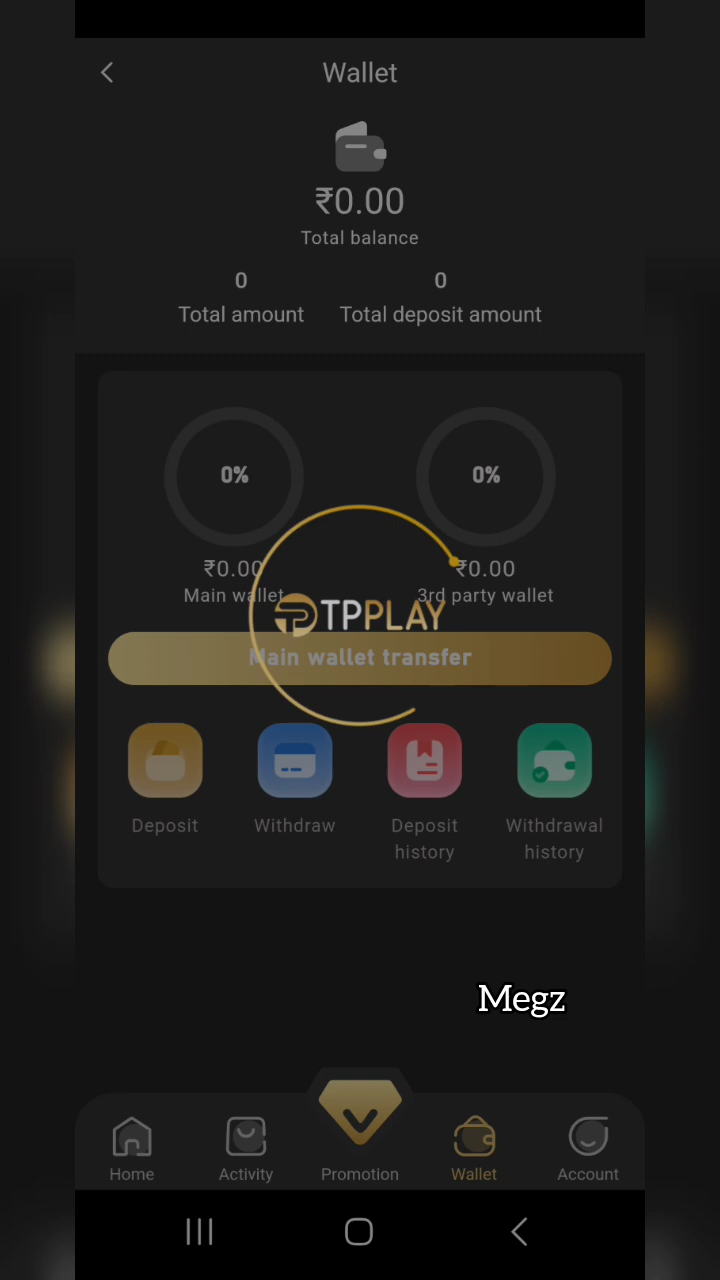 Wallet
₹0.00
Total balance
0 0
Total amount Total deposit amount
0% 0%
₹0.00 ₹0.00
Main wallet 3rd party wallet
TPPLAY
Main wallet transfer
Deposit Withdraw Deposit history Withdrawal history
Megz
Home Activity Promotion Wallet Account